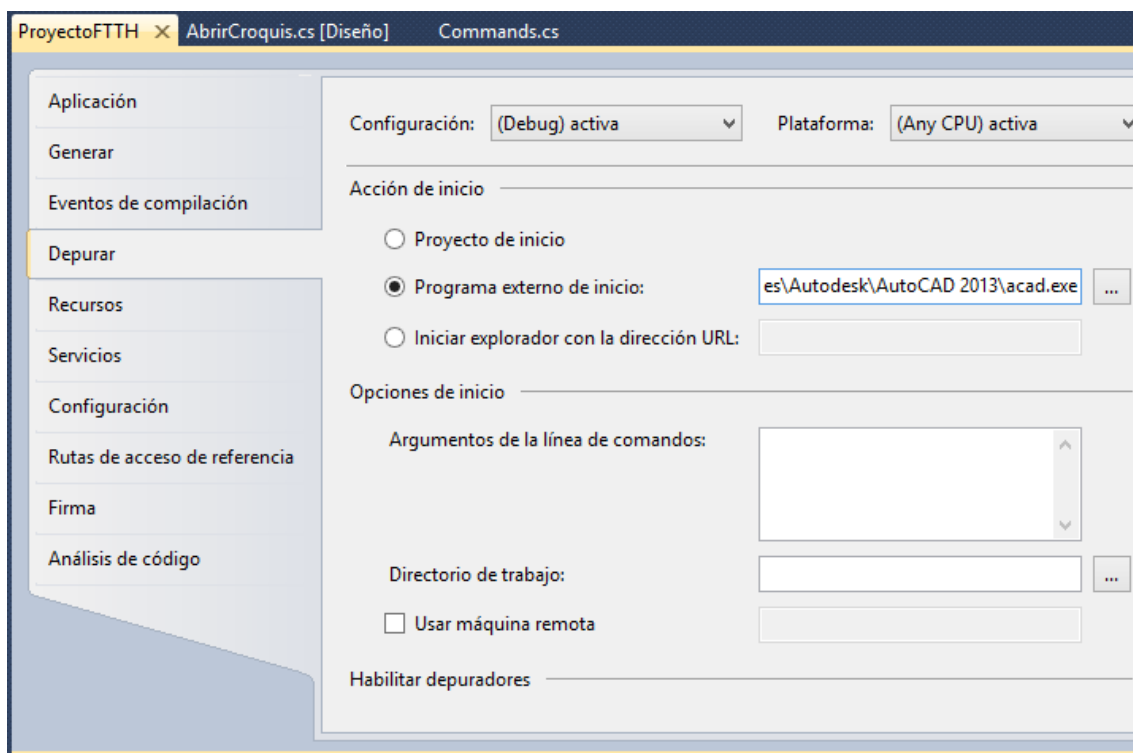 ProyectoFTTH AbrirCroquis.cs [Diseño] Commands.cs
Aplicación
Generar
Eventos de compilación
Depurar
Recursos
Servicios
Configuración
Rutas de acceso de referencia
Firma
Análisis de código
Configuración: (Debug) activa Plataforma: (Any CPU) activa
Acción de inicio
Proyecto de inicio
Programa externo de inicio: es\Autodesk\AutoCAD 2013\acad.exe ...
Iniciar explorador con la dirección URL:
Opciones de inicio
Argumentos de la línea de comandos:
Directorio de trabajo: ...
Usar máquina remota
Habilitar depuradores